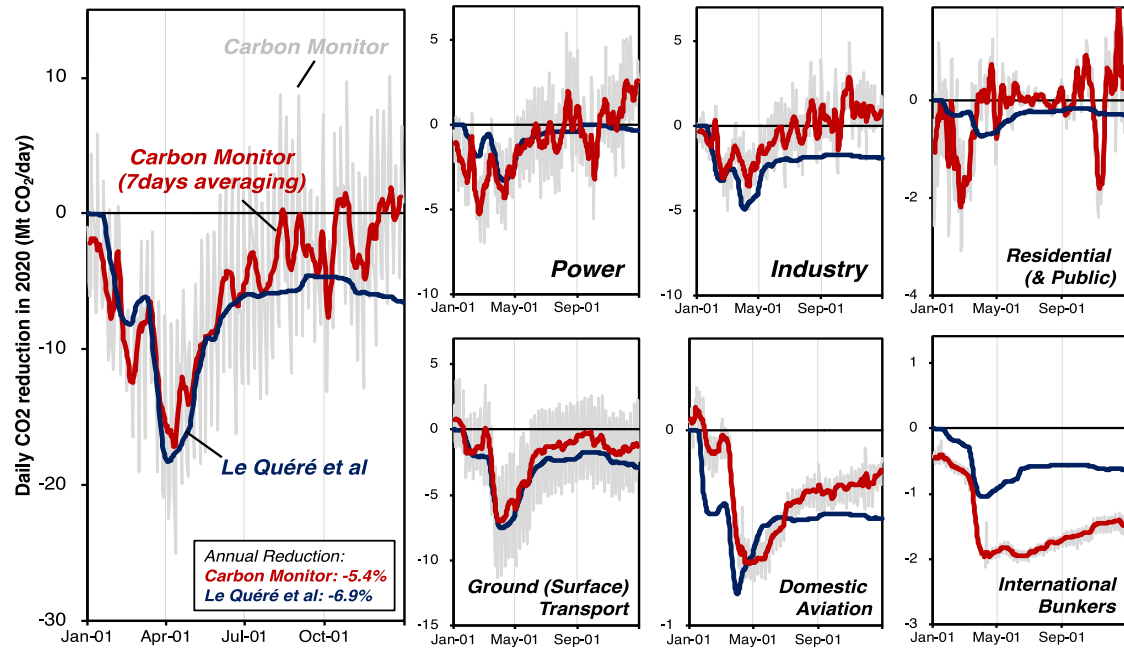 Daily CO2 reduction in 2020 (Mt CO₂/day)
10
0
-10
-20
-30
Jan-01
Apr-01
Jul-01
Oct-01
Carbon Monitor
Carbon Monitor
(7days averaging)
Le Quéré et al
Annual Reduction:
Carbon Monitor: -5.4%
Le Quéré et al: -6.9%
5
0
-5
-10
Jan-01
May-01
Sep-01
Power
5
0
-5
-10
Jan-01
May-01
Sep-01
Industry
0
-2
-4
Jan-01
May-01
Sep-01
Residential
(& Public)
5
0
-5
-10
-15
Jan-01
May-01
Sep-01
Ground (Surface)
Transport
0
-1
Jan-01
May-01
Sep-01
Domestic
Aviation
1
0
-1
-2
-3
Jan-01
May-01
Sep-01
International
Bunkers